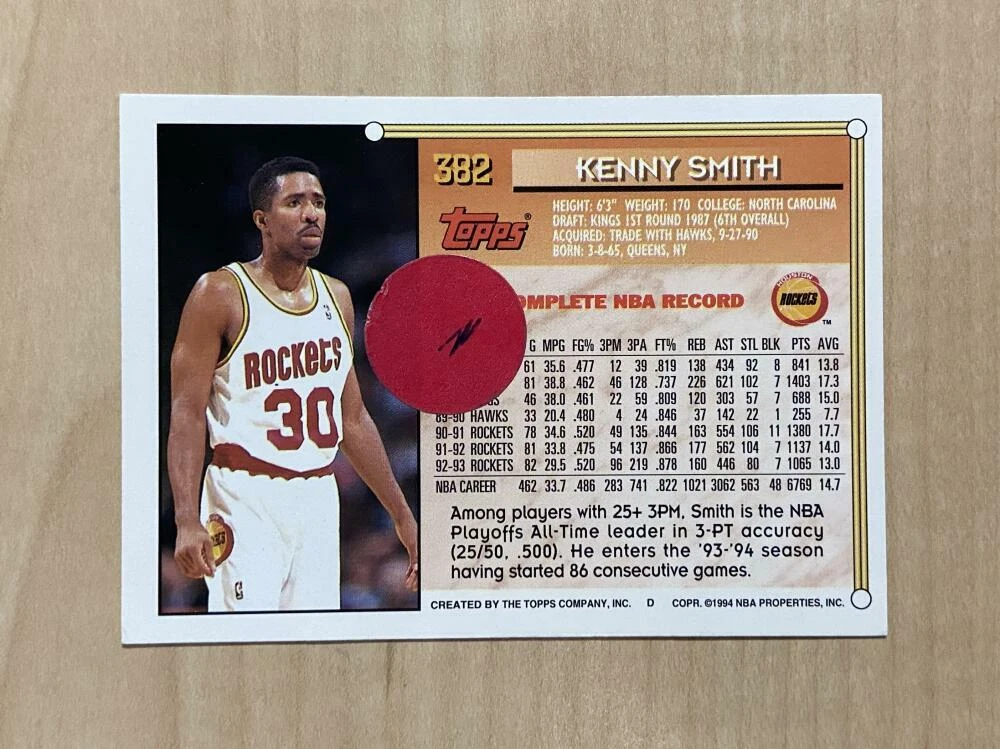 382
KENNY SMITH
TOPPS®
HEIGHT: 6'3" WEIGHT: 170 COLLEGE: NORTH CAROLINA
DRAFT: KINGS 1ST ROUND 1987 (6TH OVERALL)
ACQUIRED: TRADE WITH HAWKS, 9-27-90
BORN: 3-8-65, QUEENS, NY
HOUSTON
ROCKETS
TM
MPLETE NBA RECORD
G MPG FG% 3PM 3PA FT% REB AST STL BLK PTS AVG
61 35.6 .477 12 39 .819 138 434 92 8 841 13.8
81 38.8 .462 46 128 .737 226 621 102 7 1403 17.3
GS 46 38.0 .461 22 59 .809 120 303 57 7 688 15.0
89-90 HAWKS 33 20.4 .480 4 24 .846 37 142 22 1 255 7.7
90-91 ROCKETS 78 34.6 .520 49 135 .844 163 554 106 11 1380 17.7
91-92 ROCKETS 81 33.8 .475 54 137 .866 177 562 104 7 1137 14.0
92-93 ROCKETS 82 29.5 .520 96 219 .878 160 446 80 7 1065 13.0
NBA CAREER 462 33.7 .486 283 741 .822 1021 3062 563 48 6769 14.7
Among players with 25+ 3PM, Smith is the NBA
Playoffs All-Time leader in 3-PT accuracy
(25/50, .500). He enters the '93-'94 season
having started 86 consecutive games.
CREATED BY THE TOPPS COMPANY, INC. D COPR. ©1994 NBA PROPERTIES, INC.
ROCKETS
30